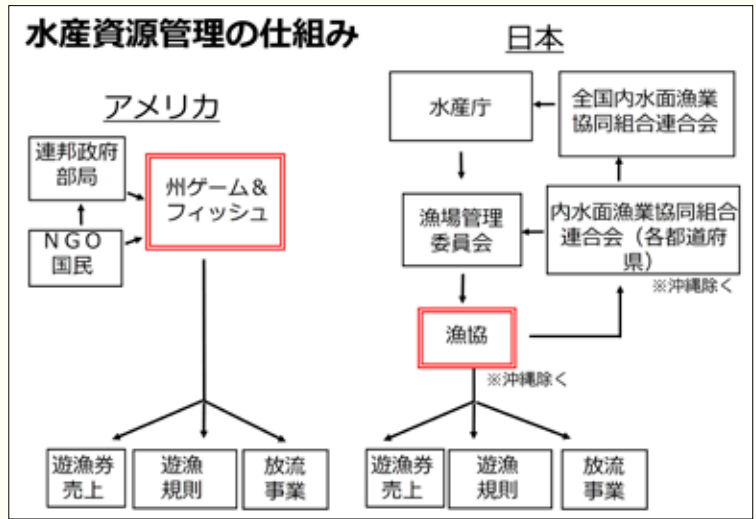 水産資源管理の仕組み
アメリカ
連邦政府
部局
NGO
国民
州ゲーム&
フィッシュ
遊漁券
売上
遊漁
規則
放流
事業
日本
水産庁
全国内水面漁業
協同組合連合会
漁場管理
委員会
内水面漁業協同組合
連合会(各都道府
県)
※沖縄除く
漁協
※沖縄除く
遊漁券
売上
遊漁
規則
放流
事業